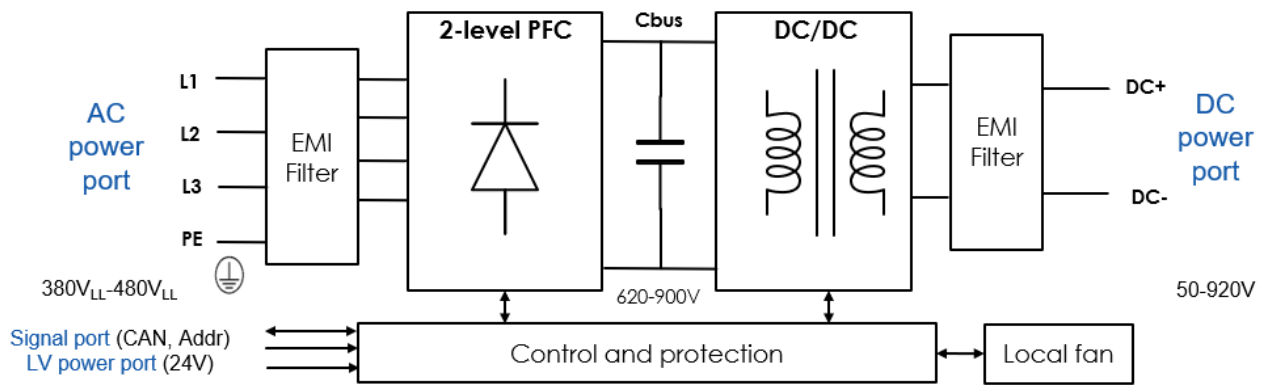 2-level PFC
Cbus
DC/DC
L1
L2
L3
PE
AC
power
port
EMI
Filter
EMI
Filter
DC+
DC-
DC
power
port
380VLL-480VLL
620-900V
50-920V
Signal port (CAN, Addr)
LV power port (24V)
Control and protection
Local fan